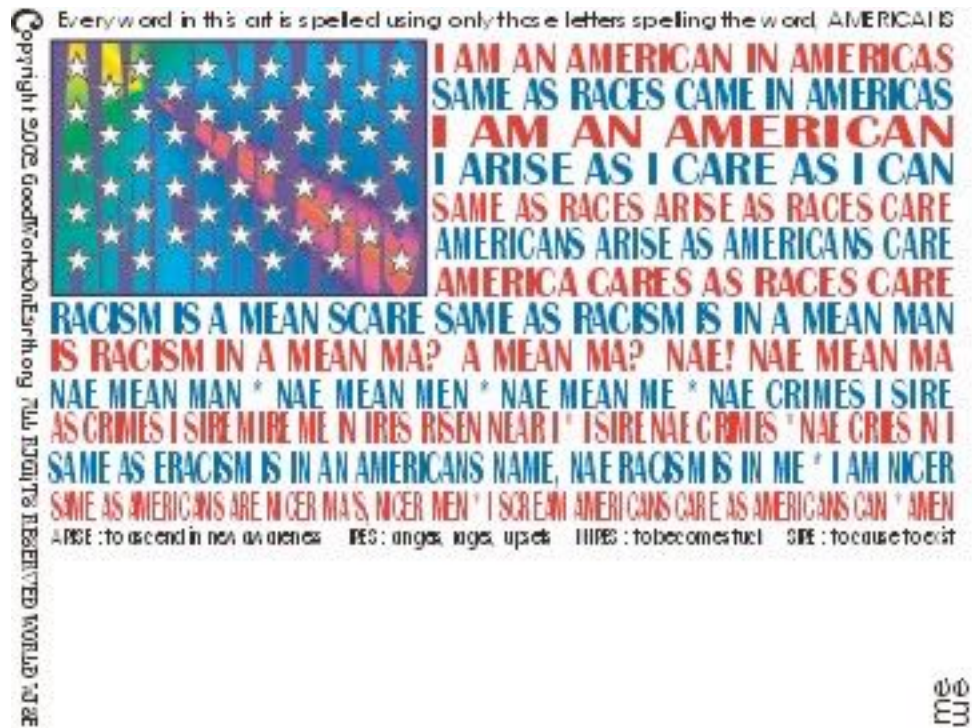 Every word in this art is spelled using only those letters spelling the word, AMERICANS
I AM AN AMERICAN IN AMERICAS
SAME AS RACES CAME IN AMERICAS
I AM AN AMERICAN
I ARISE AS I CARE AS I CAN
SAME AS RACES ARISE AS RACES CARE
AMERICANS ARISE AS AMERICANS CARE
AMERICA CARES AS RACES CARE
RACISM IS A MEAN SCARE SAME AS RACISM IS IN A MEAN MAN
IS RACISM IN A MEAN MA? A MEAN MA? NAE! NAE MEAN MA
NAE MEAN MAN * NAE MEAN MEN * NAE MEAN ME * NAE CRIMES I SIRE
AS CRIMES I SIRE MIRE ME IN IRES RISEN NEAR I * I SIRE NAE CRIMES * NAE CRIES IN I
SAME AS ERACISM IS IN AN AMERICANS NAME, NAE RACISM IS IN ME * I AM NICER
SAME AS AMERICANS ARE NICER MA'S, NICER MEN * I SCREAM AMERICANS CARE AS AMERICANS CAN * AMEN
ARISE : to ascend in new awareness IRES : anger, rages, upsets MIRES : to become stuck SIRE : to cause to exist
Copyright 2002 GoodWorksOnEarth.org ALL RIGHTS RESERVED WORLD
me